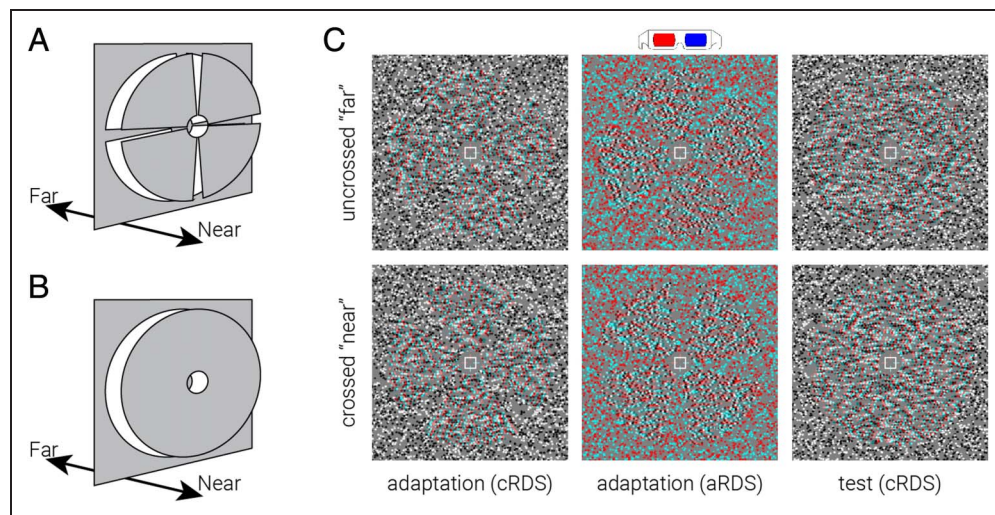 A
Far
Near
B
Far
Near
C
uncrossed "far"
crossed "near"
adaptation (cRDS)
adaptation (aRDS)
test (cRDS)